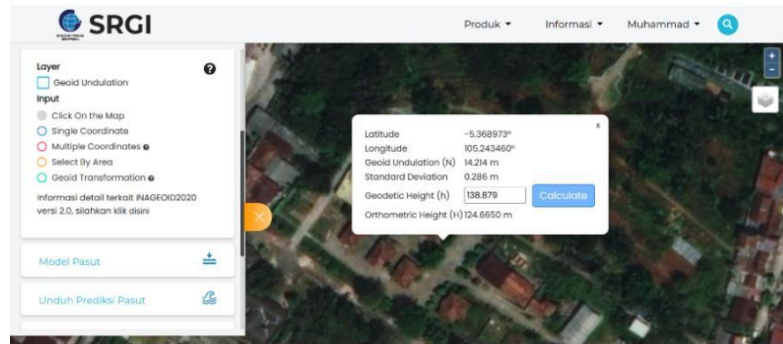 SRGI
Produk
Informasi
Muhammad
Layer
Geoid Undulation
Input
Click On the Map
Single Coordinate
Multiple Coordinates
Select By Area
Geoid Transformation
Informasi detail terkait INAGEOID2020
versi 2.0, silahkan klik disini
Model Pasut
Unduh Prediksi Pasut
x
Latitude -5.368973°
Longitude 105.243460°
Geoid Undulation (N) 14.214 m
Standard Deviation 0.286 m
Geodetic Height (h) 138.879 Calculate
Orthometric Height (H) 124.6650 m